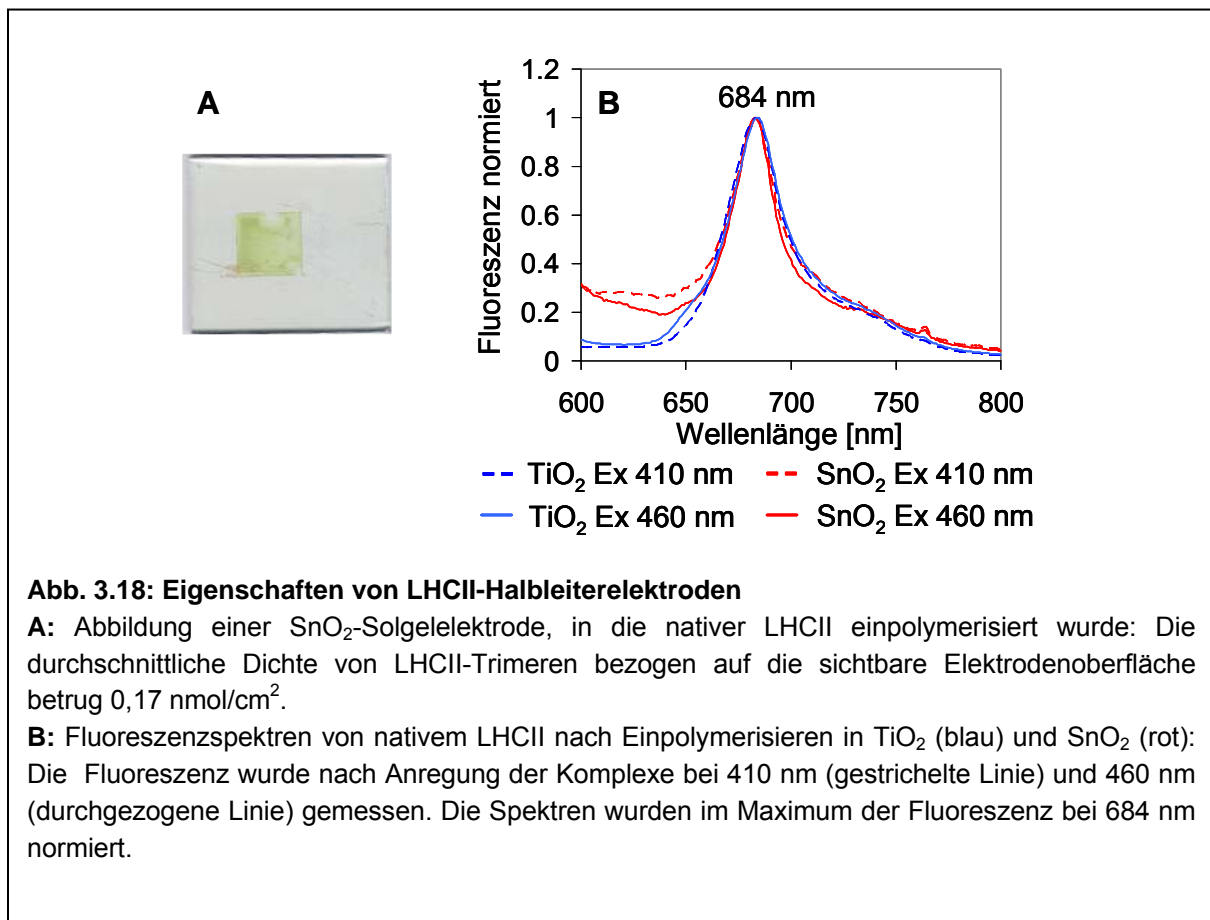 A
B
684 nm
1.2
1
0.8
0.6
0.4
0.2
0
Fluoreszenz normiert
600 650 700 750 800
Wellenlänge [nm]
TiO₂ Ex 410 nm SnO₂ Ex 410 nm
TiO₂ Ex 460 nm SnO₂ Ex 460 nm
Abb. 3.18: Eigenschaften von LHCII-Halbleiterelektroden
A: Abbildung einer SnO₂-Solgelelektrode, in die nativer LHCII einpolymerisiert wurde: Die
durchschnittliche Dichte von LHCII-Trimeren bezogen auf die sichtbare Elektrodenoberfläche
betrug 0,17 nmol/cm².
B: Fluoreszenzspektren von nativem LHCII nach Einpolymerisieren in TiO₂ (blau) und SnO₂ (rot):
Die Fluoreszenz wurde nach Anregung der Komplexe bei 410 nm (gestrichelte Linie) und 460 nm
(durchgezogene Linie) gemessen. Die Spektren wurden im Maximum der Fluoreszenz bei 684 nm
normiert.